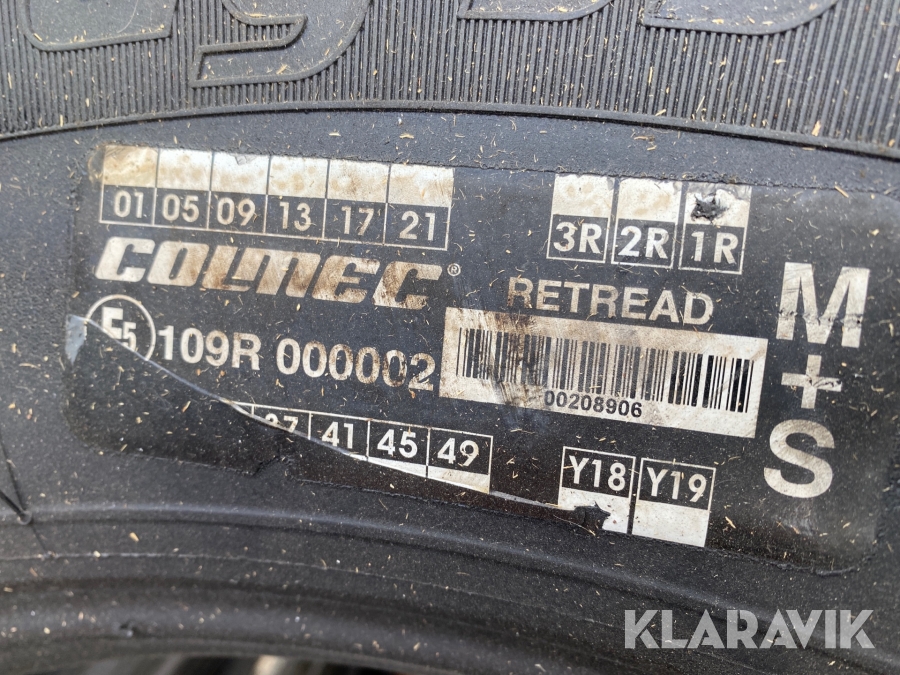 01 05 09 13 17 21
3R 2R 1R
COLMEC®
RETREAD
M+S
E5 109R 000002
00208906
37 41 45 49
Y18 Y19
KLARAVIK